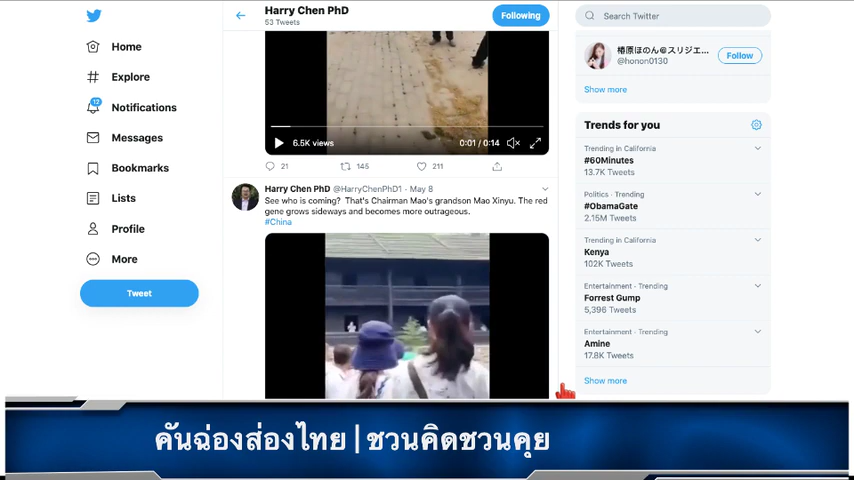 Home
Explore
12
Notifications
Messages
Bookmarks
Lists
Profile
More
Tweet
Harry Chen PhD
53 Tweets
Following
6.5K views
0:01 / 0:14
21
145
211
Harry Chen PhD @HarryChenPhD1 · May 8
See who is coming? That's Chairman Mao's grandson Mao Xinyu. The red
gene grows sideways and becomes more outrageous.
#China
Search Twitter
椿原ほのん@スリジエ...
@honon0130
Follow
Show more
Trends for you
Trending in California
#60Minutes
13.7K Tweets
Politics · Trending
#ObamaGate
2.15M Tweets
Trending in California
Kenya
102K Tweets
Entertainment · Trending
Forrest Gump
5,396 Tweets
Entertainment · Trending
Amine
17.8K Tweets
Show more
คันฉ่องส่องไทย | ชวนคิดชวนคุย